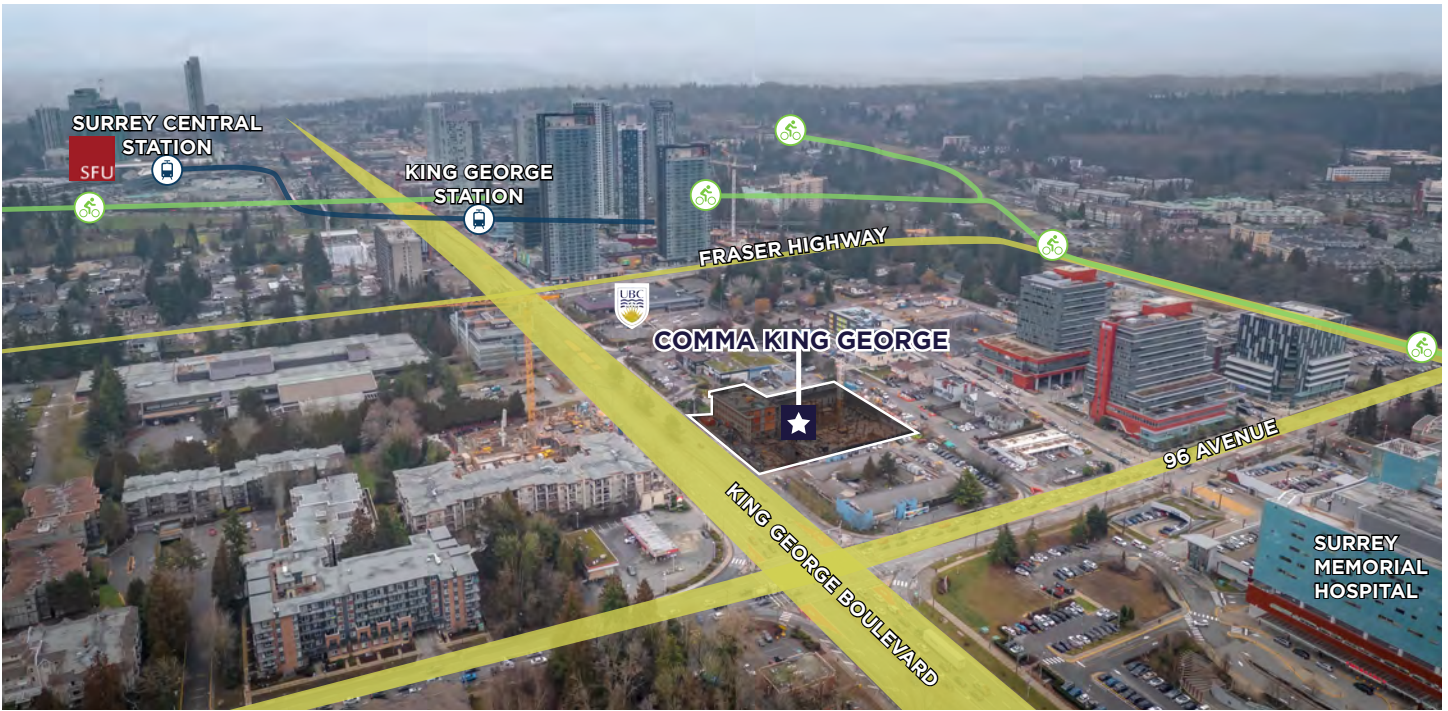 SURREY CENTRAL
STATION
SFU
KING GEORGE
STATION
FRASER HIGHWAY
UBC
COMMA KING GEORGE
96 AVENUE
KING GEORGE BOULEVARD
SURREY
MEMORIAL
HOSPITAL